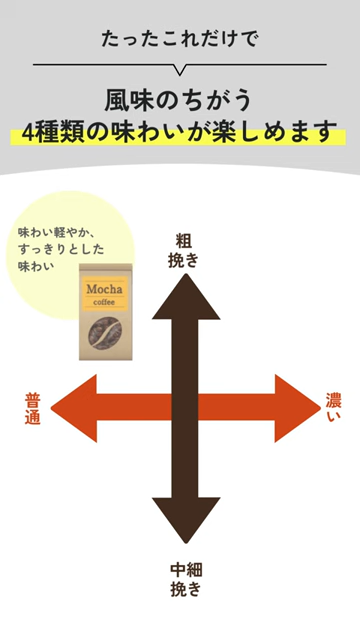 たったこれだけで
風味のちがう
4種類の味わいが楽しめます
味わい軽やか、
すっきりとした
味わい
Mocha
coffee
粗
挽き
普通
濃い
中細
挽き